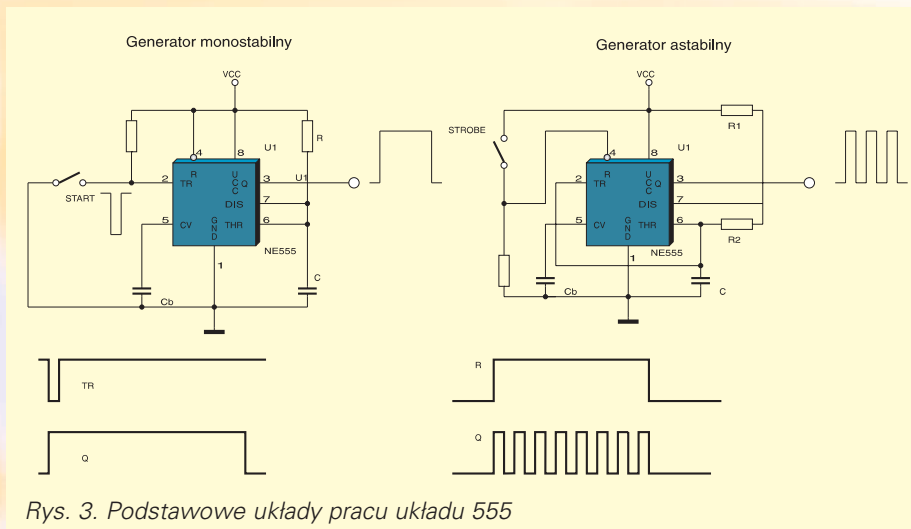 Generator monostabilny
VCC
R
4
8
U1
2
R
TR
U
C
C
Q
3
U1
START
DIS
7
5
CV
G
N
D
THR
6
NE555
1
C
Cb
TR
Q
Generator astabilny
VCC
R1
STROBE
4
8
U1
2
R
TR
U
C
C
Q
3
DIS
7
5
CV
G
N
D
THR
6
R2
NE555
1
Cb
C
R
Q
Rys. 3. Podstawowe układy pracu układu 555